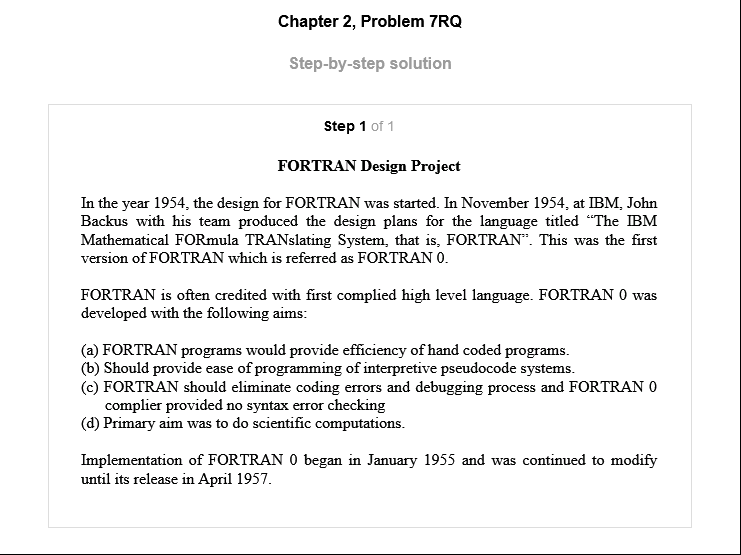 Chapter 2, Problem 7RQ
Step-by-step solution
Step 1 of 1
FORTRAN Design Project
In the year 1954, the design for FORTRAN was started. In November 1954, at IBM, John
Backus with his team produced the design plans for the language titled “The IBM
Mathematical FORmula TRANslating System, that is, FORTRAN”. This was the first
version of FORTRAN which is referred as FORTRAN 0.
FORTRAN is often credited with first complied high level language. FORTRAN 0 was
developed with the following aims:
(a) FORTRAN programs would provide efficiency of hand coded programs.
(b) Should provide ease of programming of interpretive pseudocode systems.
(c) FORTRAN should eliminate coding errors and debugging process and FORTRAN 0
complier provided no syntax error checking
(d) Primary aim was to do scientific computations.
Implementation of FORTRAN 0 began in January 1955 and was continued to modify
until its release in April 1957.